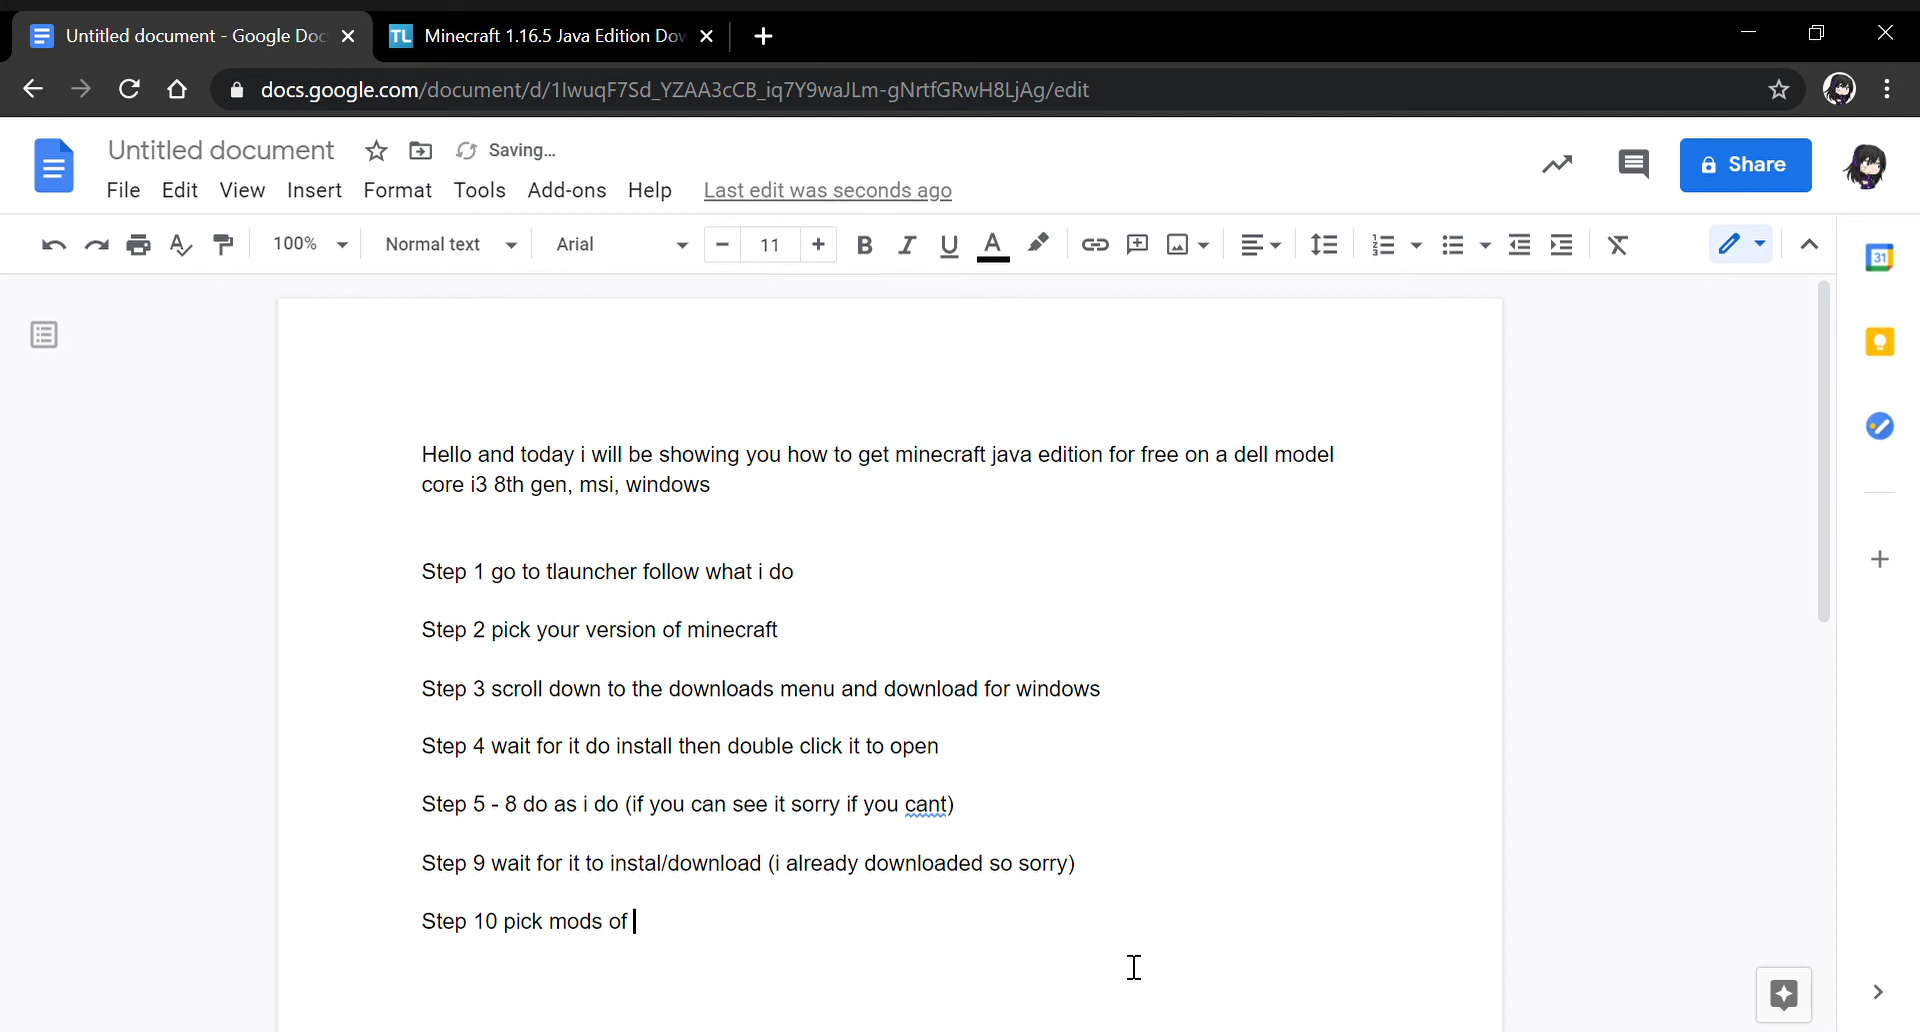 Untitled document - Google Doc
Minecraft 1.16.5 Java Edition Dow
docs.google.com/document/d/1IwuqF7Sd_YZAA3cCB_iq7Y9waJLm-gNrtfGRwH8LjAg/edit
Untitled document
Saving...
Share
File Edit View Insert Format Tools Add-ons Help Last edit was seconds ago
100% Normal text Arial 11
31
Hello and today i will be showing you how to get minecraft java edition for free on a dell model
core i3 8th gen, msi, windows
Step 1 go to tlauncher follow what i do
Step 2 pick your version of minecraft
Step 3 scroll down to the downloads menu and download for windows
Step 4 wait for it do install then double click it to open
Step 5 - 8 do as i do (if you can see it sorry if you cant)
Step 9 wait for it to instal/download (i already downloaded so sorry)
Step 10 pick mods of